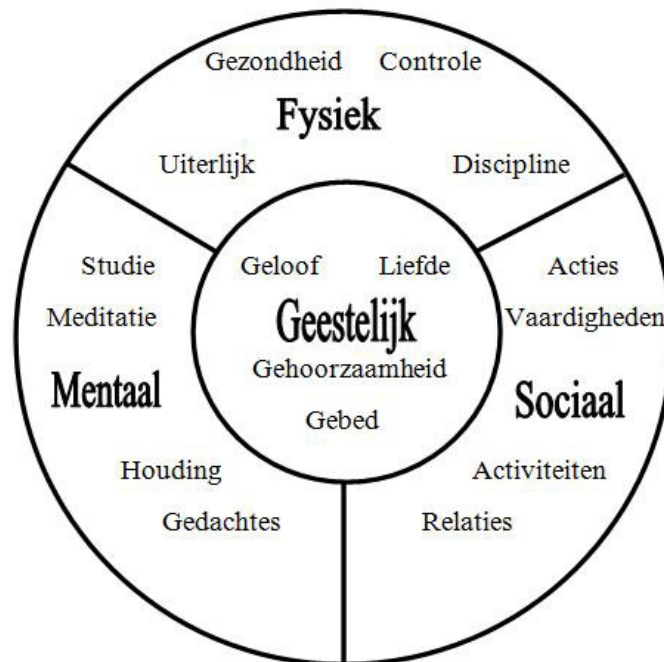 Gezondheid Controle
Fysiek
Uiterlijk Discipline
Studie
Meditatie
Mentaal
Houding
Gedachtes
Geloof Liefde
Geestelijk
Gehoorzaamheid
Gebed
Acties
Vaardigheden
Sociaal
Activiteiten
Relaties